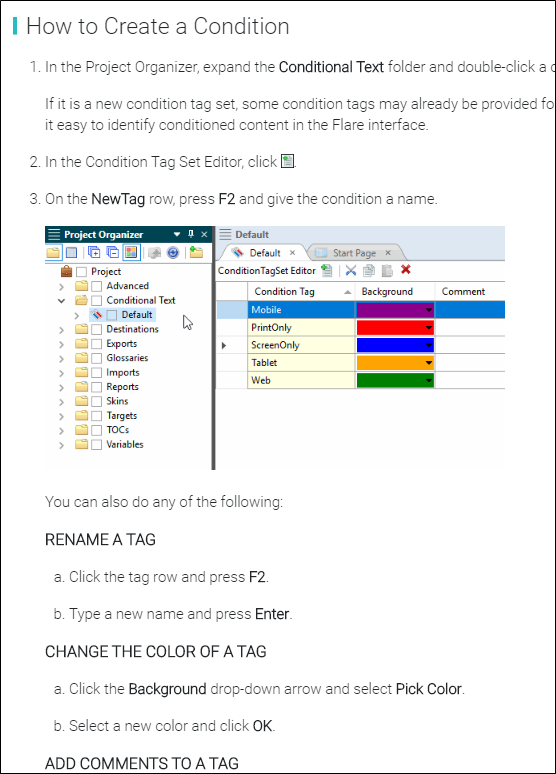 How to Create a Condition
1. In the Project Organizer, expand the Conditional Text folder and double-click a
If it is a new condition tag set, some condition tags may already be provided fo
it easy to identify conditioned content in the Flare interface.
2. In the Condition Tag Set Editor, click .
3. On the NewTag row, press F2 and give the condition a name.
Project Organizer
Project
Advanced
Conditional Text
Default
Destinations
Exports
Glossaries
Imports
Reports
Skins
Targets
TOCs
Variables
Default
Default × Start Page ×
ConditionTagSet Editor
Condition Tag Background Comment
Mobile
PrintOnly
ScreenOnly
Tablet
Web
You can also do any of the following:
RENAME A TAG
a. Click the tag row and press F2.
b. Type a new name and press Enter.
CHANGE THE COLOR OF A TAG
a. Click the Background drop-down arrow and select Pick Color.
b. Select a new color and click OK.
ADD COMMENTS TO A TAG